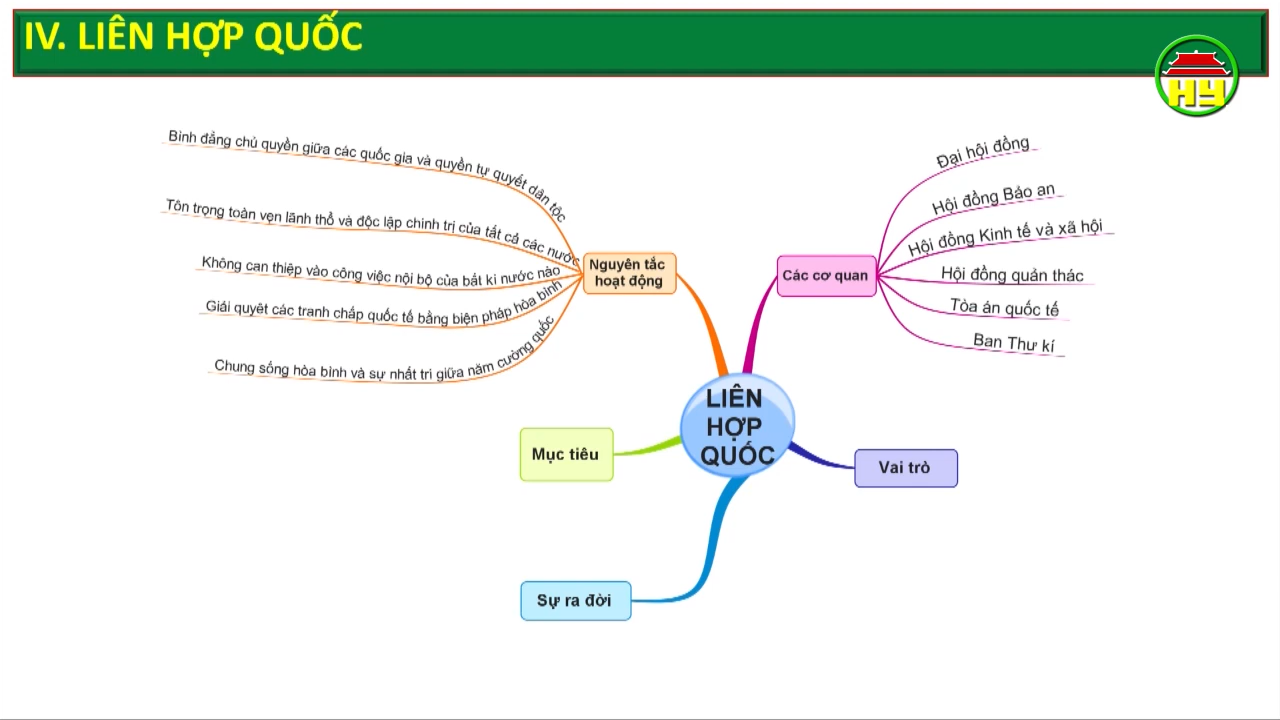 IV. LIÊN HỢP QUỐC
HY
Bình đẳng chủ quyền giữa các quốc gia và quyền tự quyết dân tộc
Tôn trọng toàn vẹn lãnh thổ và độc lập chính trị của tất cả các nước
Không can thiệp vào công việc nội bộ của bất kì nước nào
Giải quyết các tranh chấp quốc tế bằng biện pháp hòa bình
Chung sống hòa bình và sự nhất trí giữa năm cường quốc
Nguyên tắc
hoạt động
Các cơ quan
Đại hội đồng
Hội đồng Bảo an
Hội đồng Kinh tế và xã hội
Hội đồng quản thác
Tòa án quốc tế
Ban Thư kí
LIÊN
HỢP
QUỐC
Mục tiêu
Vai trò
Sự ra đời